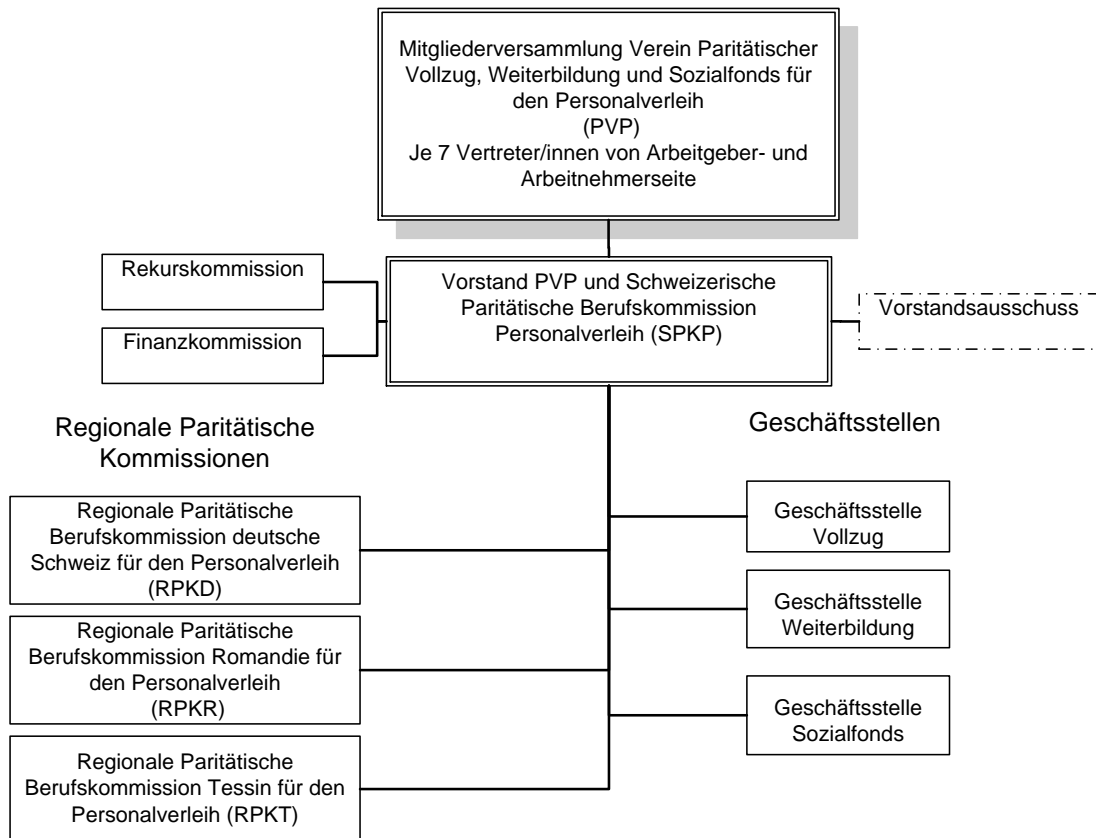 Mitgliederversammlung Verein Paritätischer
Vollzug, Weiterbildung und Sozialfonds für
den Personalverleih
(PVP)
Je 7 Vertreter/innen von Arbeitgeber- und
Arbeitnehmerseite
Rekurskommission
Finanzkommission
Vorstand PVP und Schweizerische
Paritätische Berufskommission
Personalverleih (SPKP)
Vorstandsausschuss
Regionale Paritätische
Kommissionen
Regionale Paritätische
Berufskommission deutsche
Schweiz für den Personalverleih
(RPKD)
Regionale Paritätische
Berufskommission Romandie für
den Personalverleih
(RPKR)
Regionale Paritätische
Berufskommission Tessin für den
Personalverleih (RPKT)
Geschäftsstellen
Geschäftsstelle
Vollzug
Geschäftsstelle
Weiterbildung
Geschäftsstelle
Sozialfonds